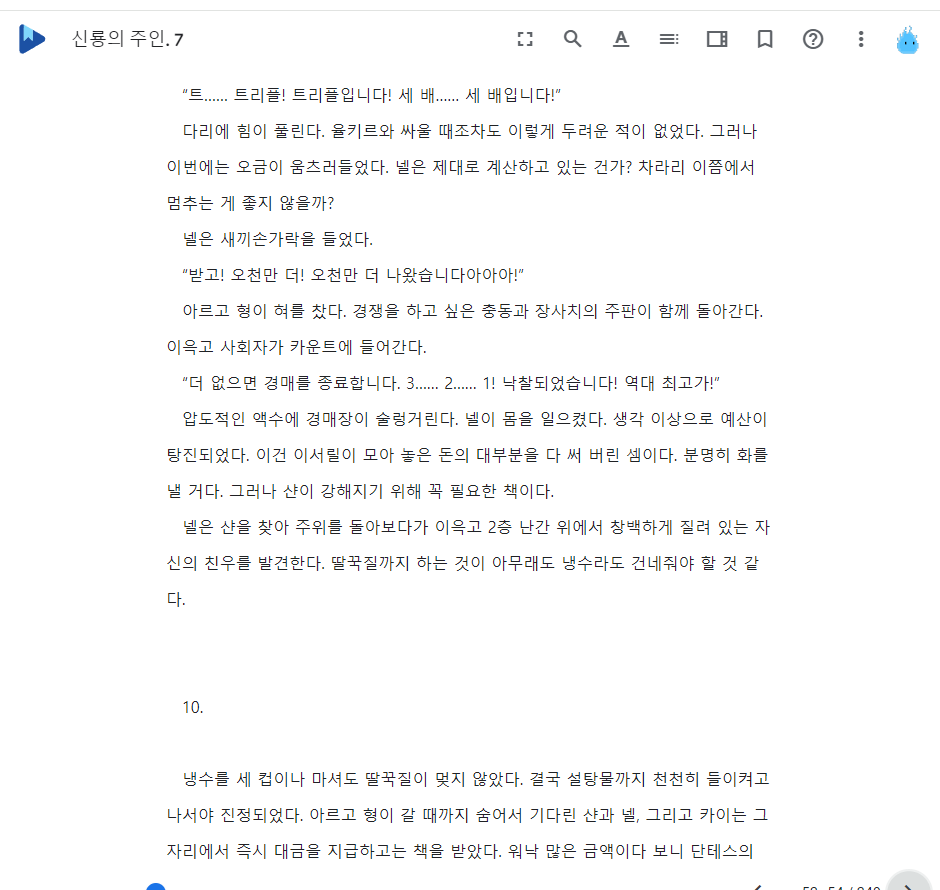 신룡의 주인. 7
“트...... 트리플! 트리플입니다! 세 배...... 세 배입니다!”
다리에 힘이 풀린다. 율키르와 싸울 때조차도 이렇게 두려운 적이 없었다. 그러나
이번에는 오금이 움츠러들었다. 넬은 제대로 계산하고 있는 건가? 차라리 이쯤에서
멈추는 게 좋지 않을까?
넬은 새끼손가락을 들었다.
“받고! 오천만 더! 오천만 더 나왔습니다아아아!”
아르고 형이 혀를 찼다. 경쟁을 하고 싶은 충동과 장사치의 주판이 함께 돌아간다.
이윽고 사회자가 카운트에 들어간다.
“더 없으면 경매를 종료합니다. 3...... 2...... 1! 낙찰되었습니다! 역대 최고가!”
압도적인 액수에 경매장이 술렁거린다. 넬이 몸을 일으켰다. 생각 이상으로 예산이
탕진되었다. 이건 이서릴이 모아 놓은 돈의 대부분을 다 써 버린 셈이다. 분명히 화를
낼 거다. 그러나 샨이 강해지기 위해 꼭 필요한 책이다.
넬은 샨을 찾아 주위를 돌아보다가 이윽고 2층 난간 위에서 창백하게 질려 있는 자
신의 친우를 발견한다. 딸꾹질까지 하는 것이 아무래도 냉수라도 건네줘야 할 것 같
다.
10.
냉수를 세 컵이나 마셔도 딸꾹질이 멎지 않았다. 결국 설탕물까지 천천히 들이켜고
나서야 진정되었다. 아르고 형이 갈 때까지 숨어서 기다린 샨과 넬, 그리고 카이는 그
자리에서 즉시 대금을 지급하고는 책을 받았다. 워낙 많은 금액이다 보니 단테스의